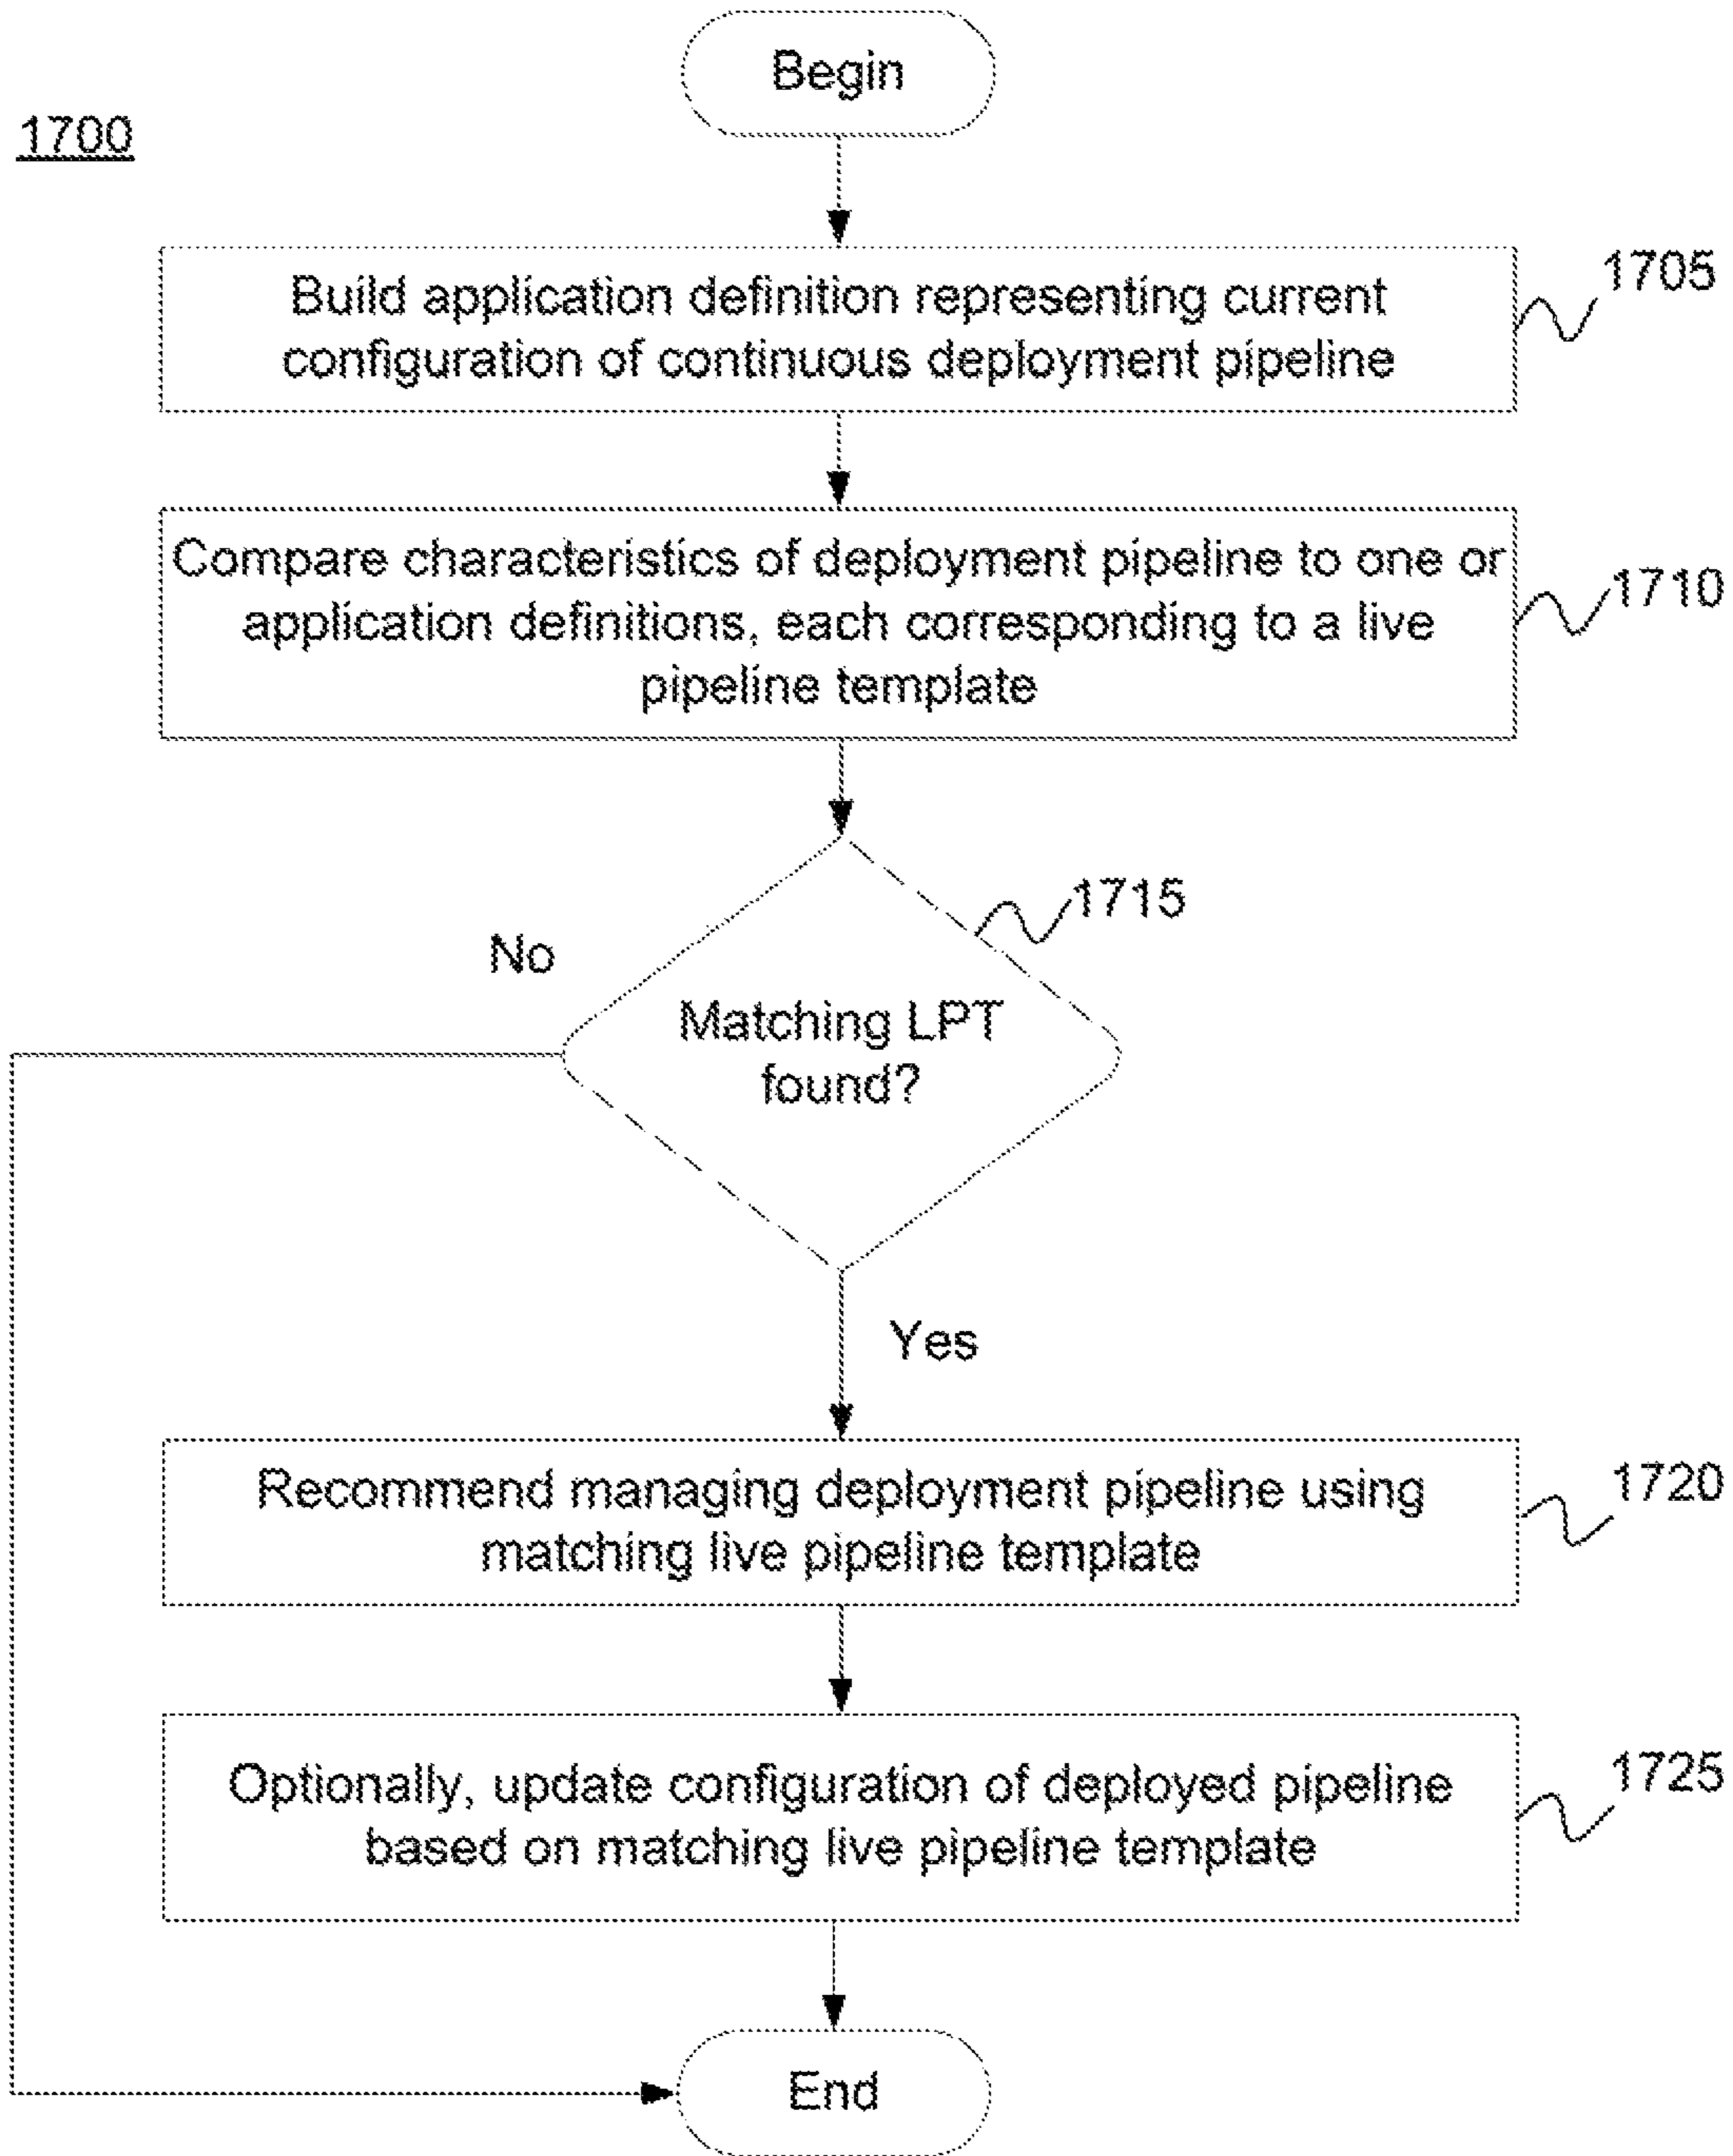 Begin
1700
Build application definition representing current
configuration of continuous deployment pipeline
1705
Compare characteristics of deployment pipeline to one or
application definitions, each corresponding to a live
pipeline template
1710
1715
No
Matching LPT
found?
Yes
Recommend managing deployment pipeline using
matching live pipeline template
1720
Optionally, update configuration of deployed pipeline
based on matching live pipeline template
1725
End